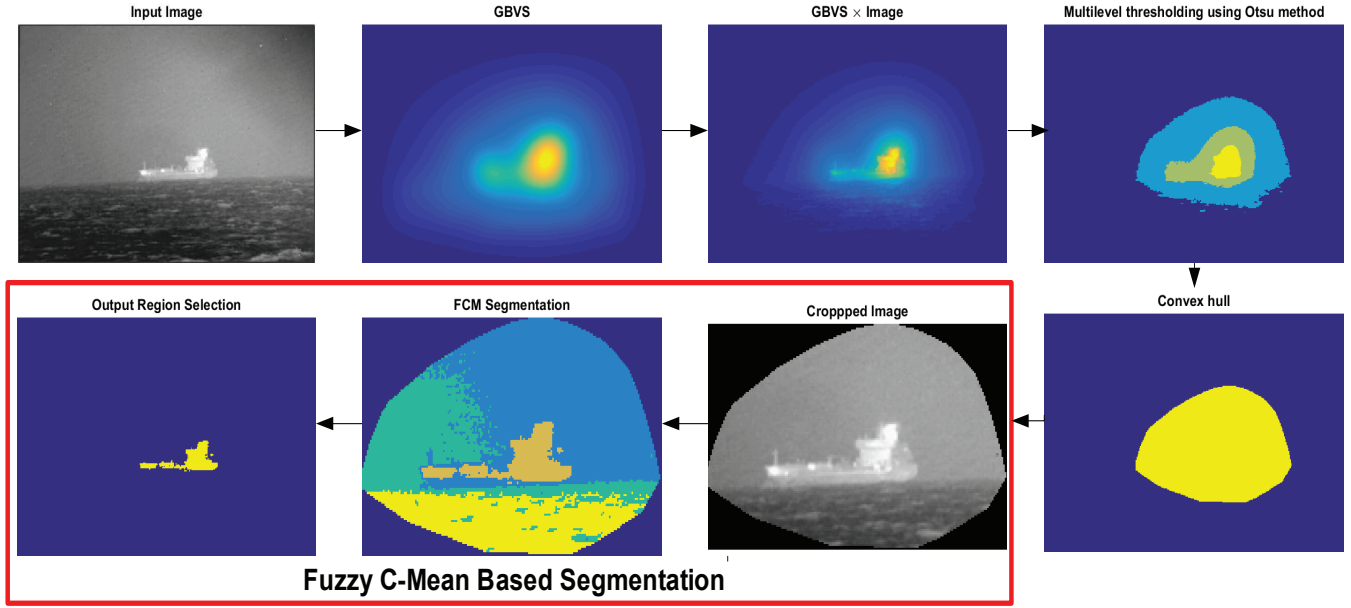 Input Image
GBVS
GBVS × Image
Multilevel thresholding using Otsu method
Convex hull
Croppped Image
FCM Segmentation
Output Region Selection
Fuzzy C-Mean Based Segmentation